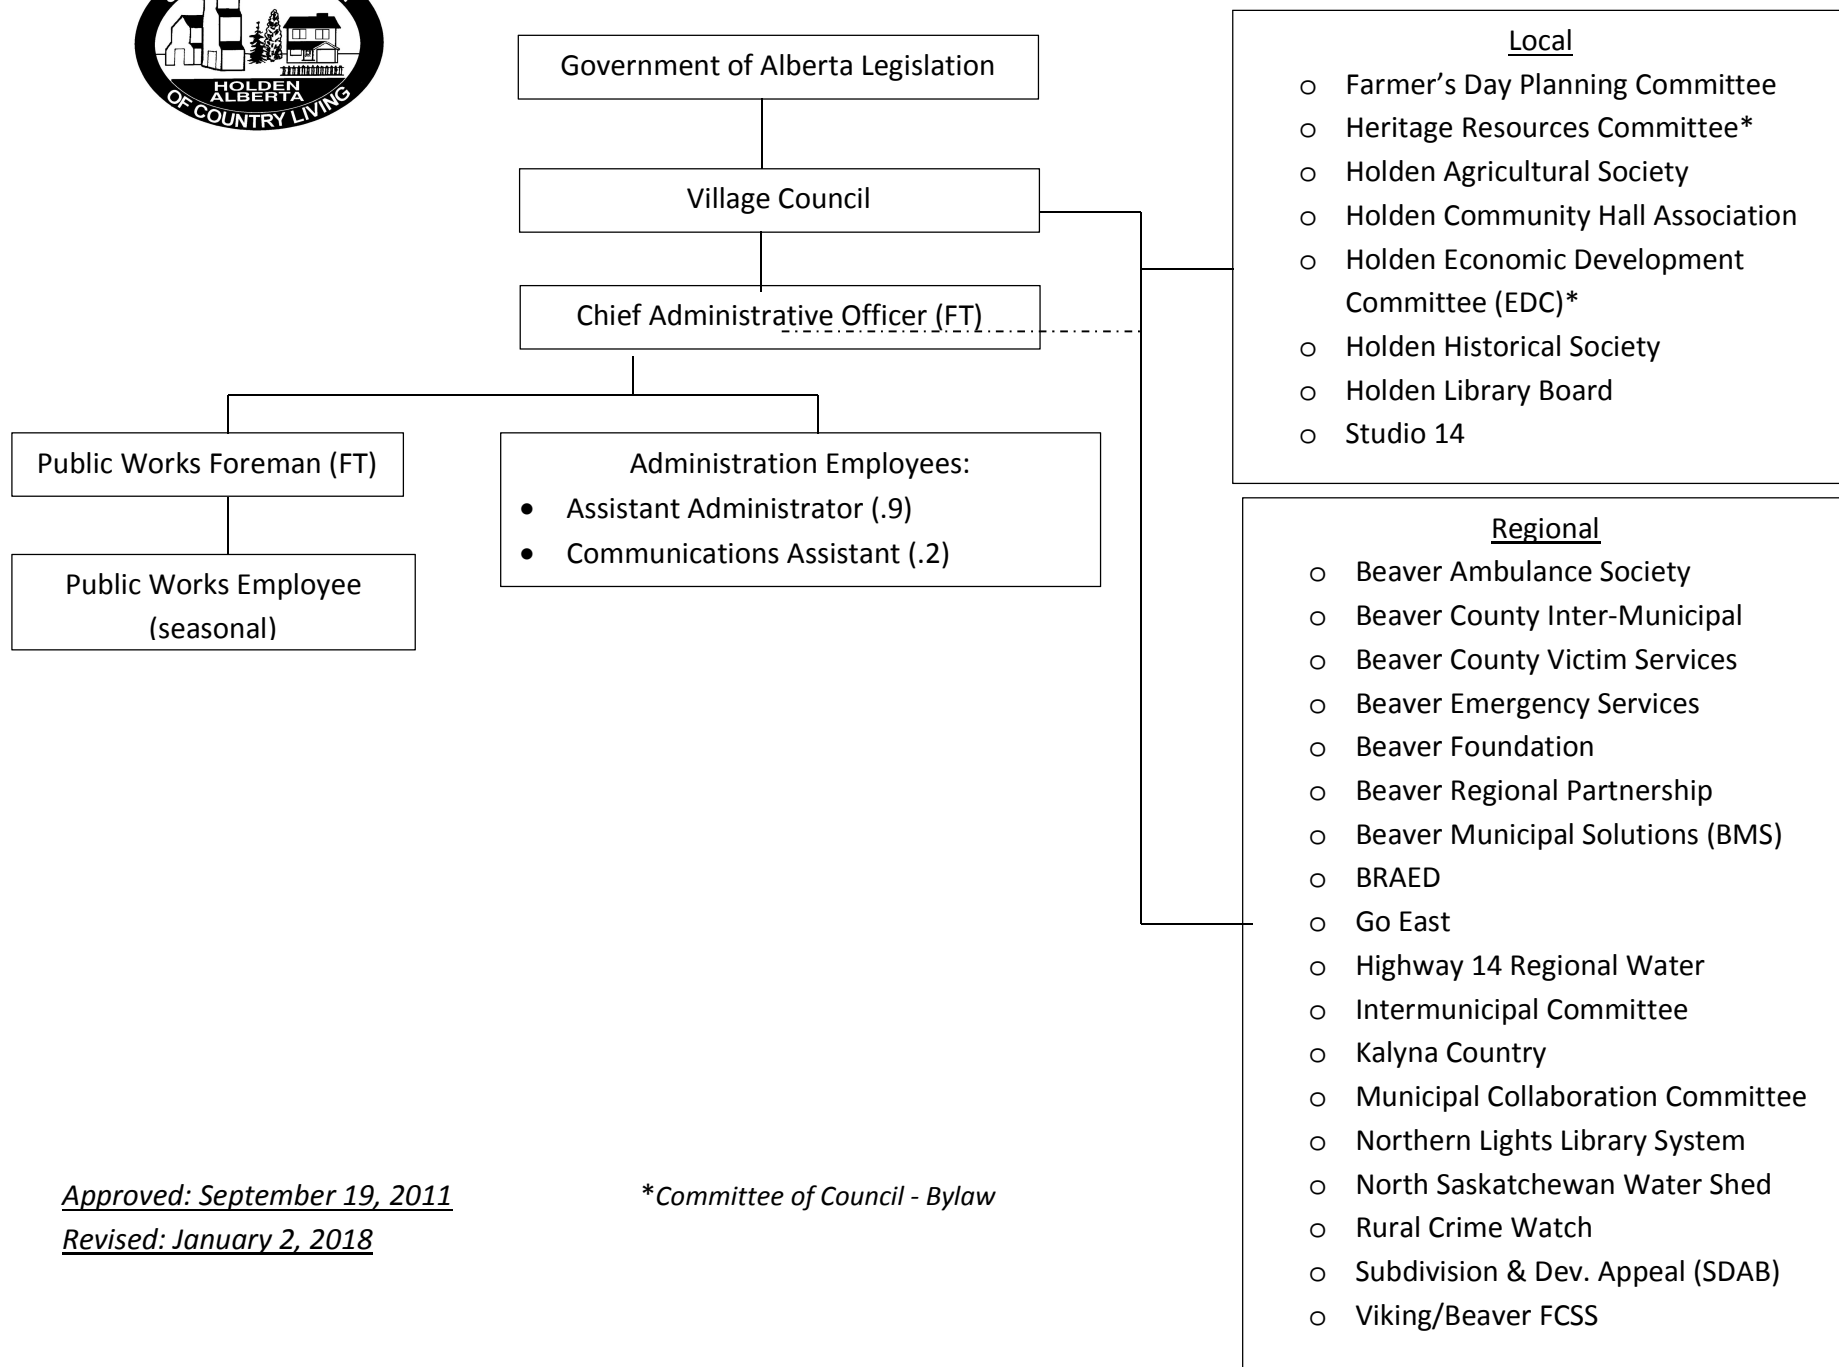 HOLDEN
ALBERTA
OF COUNTRY LIVING
Government of Alberta Legislation
Village Council
Chief Administrative Officer (FT)
Public Works Foreman (FT)
Public Works Employee
(seasonal)
Administration Employees:
• Assistant Administrator (.9)
• Communications Assistant (.2)
Local
o Farmer’s Day Planning Committee
o Heritage Resources Committee*
o Holden Agricultural Society
o Holden Community Hall Association
o Holden Economic Development
Committee (EDC)*
o Holden Historical Society
o Holden Library Board
o Studio 14
Regional
o Beaver Ambulance Society
o Beaver County Inter-Municipal
o Beaver County Victim Services
o Beaver Emergency Services
o Beaver Foundation
o Beaver Regional Partnership
o Beaver Municipal Solutions (BMS)
o BRAED
o Go East
o Highway 14 Regional Water
o Intermunicipal Committee
o Kalyna Country
o Municipal Collaboration Committee
o Northern Lights Library System
o North Saskatchewan Water Shed
o Rural Crime Watch
o Subdivision & Dev. Appeal (SDAB)
o Viking/Beaver FCSS
Approved: September 19, 2011
Revised: January 2, 2018
*Committee of Council - Bylaw